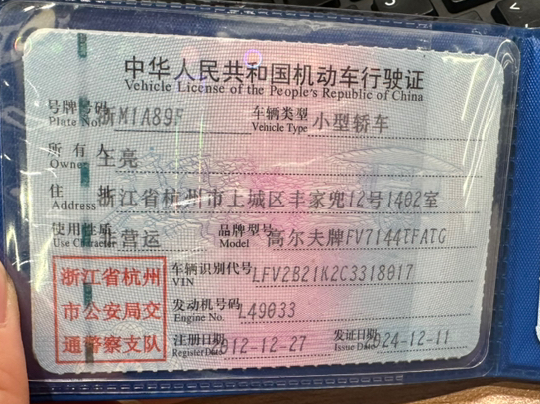 中华人民共和国机动车行驶证
Vehicle License of the People's Republic of China
号牌号码 浙M1A89F 车辆类型 小型轿车
Plate No. Vehicle Type
所有人 王亮
Owner
住址 浙江省杭州市上城区丰家兜12号1402室
Address
使用性质 营运 品牌型号 高尔夫牌FV7144TFATG
Use Character Model
浙江省杭州市公安局交通警察支队
车辆识别代号 LFV2B21K2C3318017
VIN
发动机号码 L49033
Engine No.
注册日期 2012-12-27 发证日期 2024-12-11
Register Date Issue Date